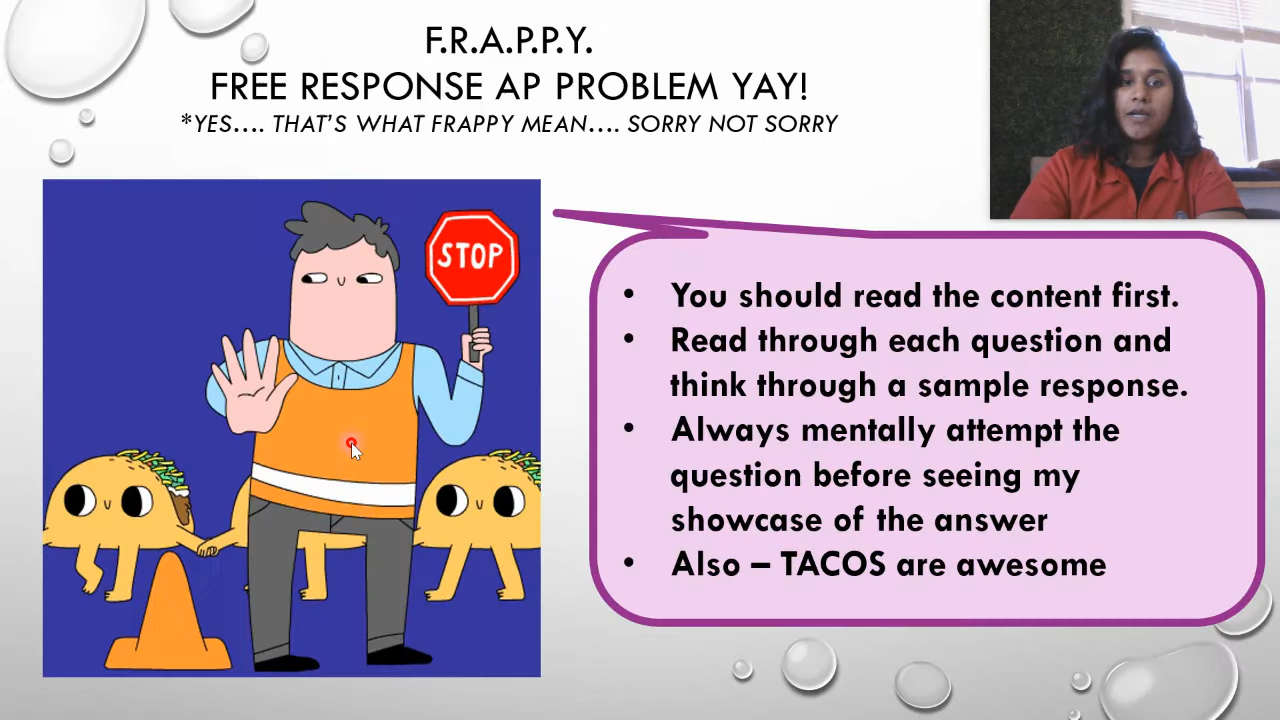 F.R.A.P.P.Y.
FREE RESPONSE AP PROBLEM YAY!
*YES.... THAT'S WHAT FRAPPY MEAN.... SORRY NOT SORRY
STOP
• You should read the content first.
• Read through each question and
think through a sample response.
• Always mentally attempt the
question before seeing my
showcase of the answer
• Also – TACOS are awesome